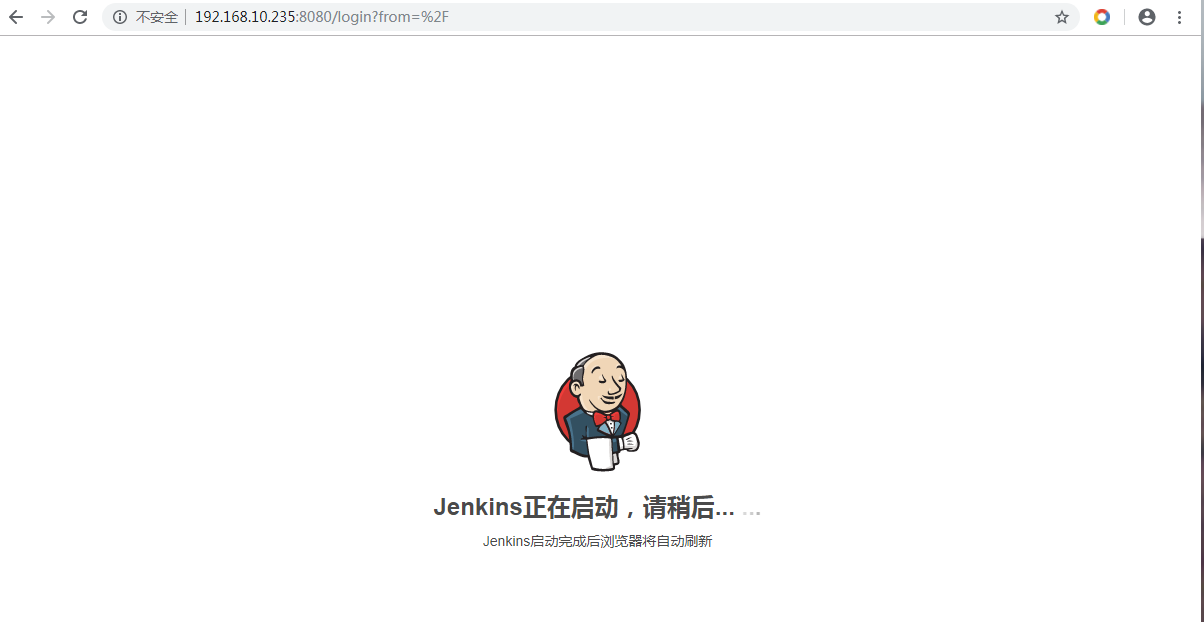 不安全 192.168.10.235:8080/login?from=%2F
Jenkins正在启动，请稍后... ...
Jenkins启动完成后浏览器将自动刷新